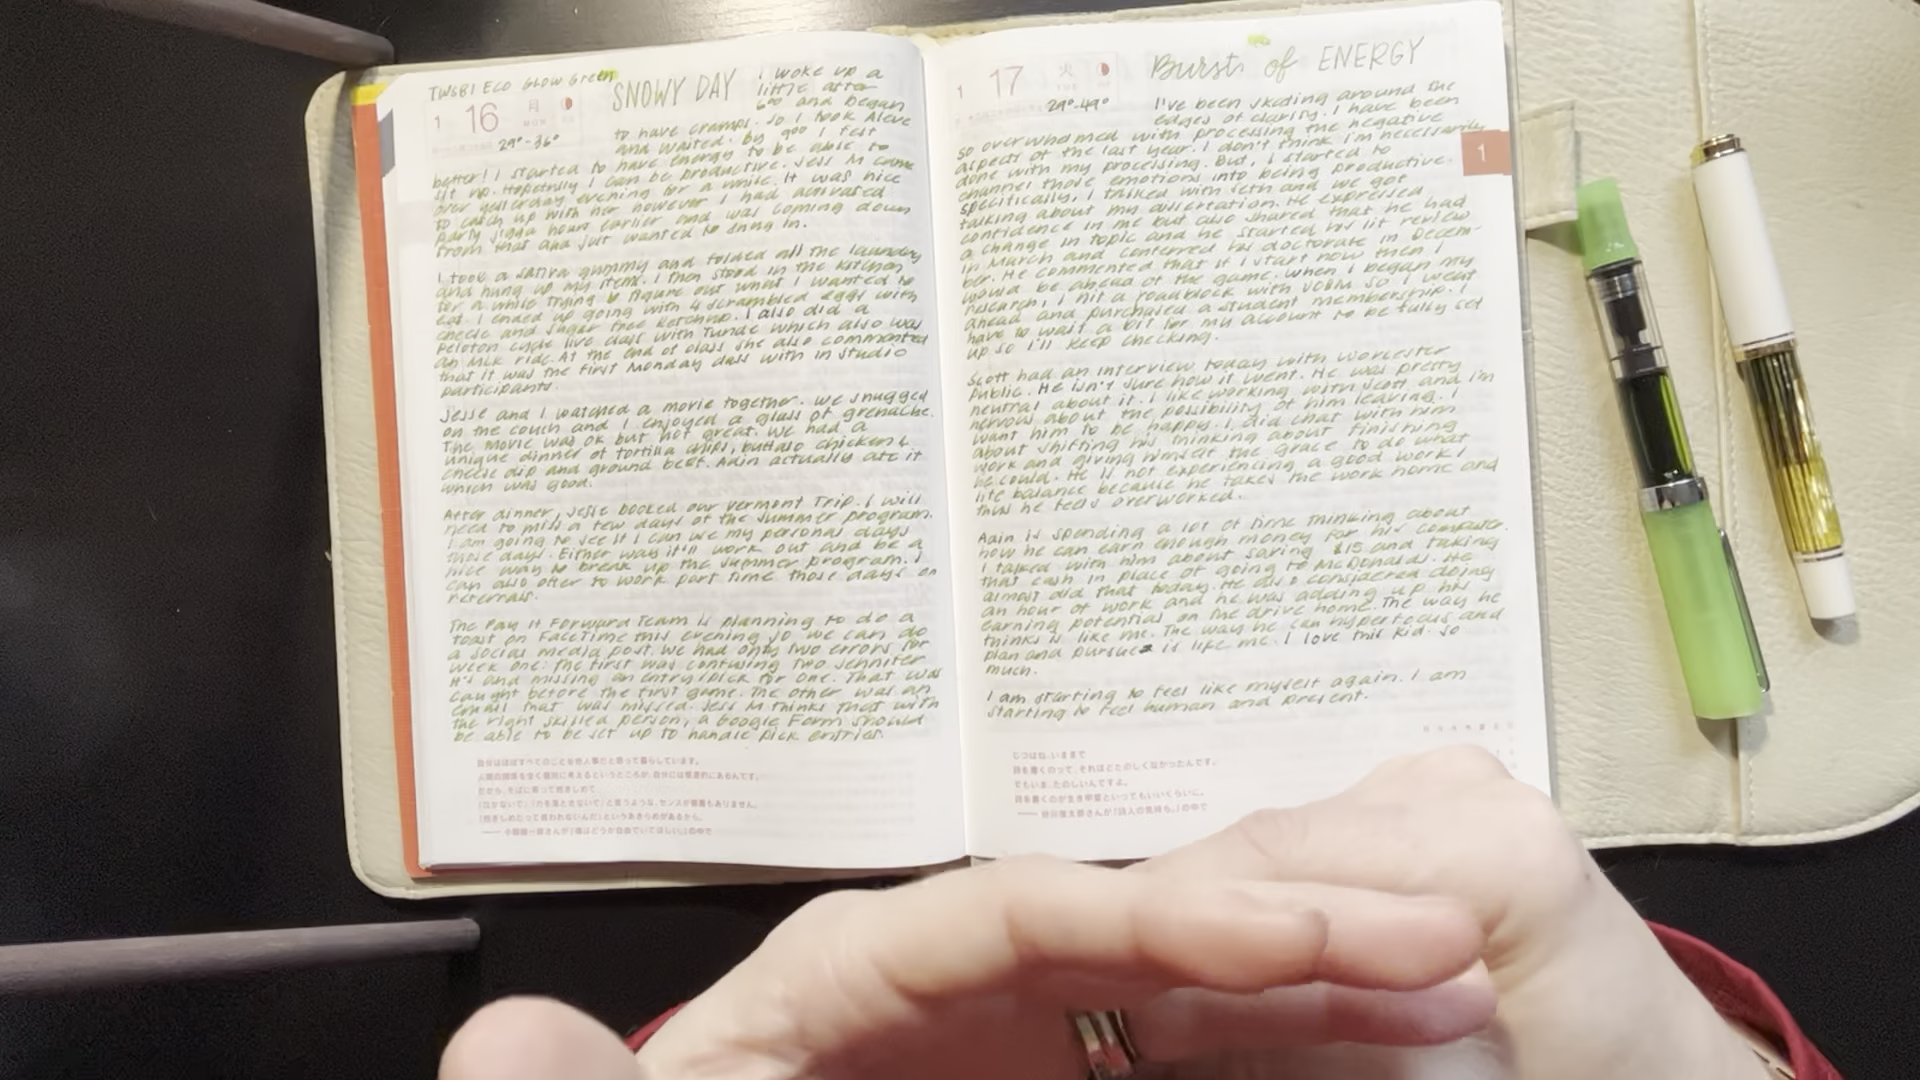 TWSBI ECO GLOW Green
1 16 月
MON
29°-36°
SNOWY DAY
I woke up a
little after
6⁰⁰ and began
to have cramps. So I took Aleve
and waited. By 9⁰⁰ I felt
better! I started to have energy to be able to
sit up. Hopefully I can be productive. Jess M came
over yesterday evening for a while. It was nice
to catch up with her however I had activated
party jigga hours earlier and was coming down
from that and just wanted to snug in.
I took a sativa gummy and folded all the laundry
and hung up my items. I then stood in the kitchen
for a while trying to figure out what I wanted to
eat. I ended up going with 4 scrambled eggs with
cheese and sugar free ketchup. I also did a
Peloton cycle live class with Tunde which also was
an MLK ride. At the end of class she also commented
that it was the first Monday class with in studio
participants.
Jesse and I watched a movie together. We snugged
on the couch and I enjoyed a glass of grenache.
The movie was ok but not great. We had a
unique dinner of tortilla chips, buffalo chicken &
cheese dip and ground beef. Adin actually ate it
which was good.
After dinner, Jesse booked our Vermont Trip. I will
need to miss a few days of the summer program.
I am going to see if I can use my personal days
those days. Either way it'll work out and be a
nice way to break up the summer program. I
can also offer to work part time those days on
referrals.
The Pay It Forward Team is planning to do a
toast on FaceTime this evening so we can do
a social media post. We had only two errors for
week one: the first was confusing two Jennifer
H's and missing an entry/pick for one. That was
caught before the first game. The other was an
email that was missed. Jess M thinks that with
the right skilled person, a Google Form should
be able to be set up to handle pick entries.
1 17 火
TUE
29°-49°
Burst of ENERGY
I've been skating around the
edges of clarity. I have been
so overwhelmed with processing the negative
aspects of the last year. I don't think I'm necessarily
done with my processing. But, I started to
channel those emotions into being productive.
Specifically, I talked with Seth and we got
talking about my dissertation. He expressed
confidence in me but also shared that he had
a change in topic and he started his lit review
in March and conferred his doctorate in Decem-
ber. He commented that if I start now then I
would be ahead of the game. When I began my
research, I hit a roadblock with so I went
ahead and purchased a student membership. I
have to wait a bit for my account to be fully set
up so I'll keep checking.
Scott had an interview today with Worcester
Public. He isn't sure how it went. He was pretty
neutral about it. I like working with Scott and I'm
nervous about the possibility of him leaving. I
want him to be happy. I did chat with him
about shifting his thinking about finishing
work and giving himself the grace to do what
he could. He is not experiencing a good work/
life balance because he takes the work home and
thus he feels overworked.
Adin is spending a lot of time thinking about
how he can earn enough money for his computer.
I talked with him about saving $15 and taking
that cash in place of going to McDonalds. He
almost did that today. He also considered doing
an hour of work and he was adding up his
earning potential on the drive home. The way he
thinks is like me. The way he can hyperfocus and
plan and pursue is like me. I love this kid. So
much.
I am starting to feel like myself again. I am
starting to feel human and present.
1